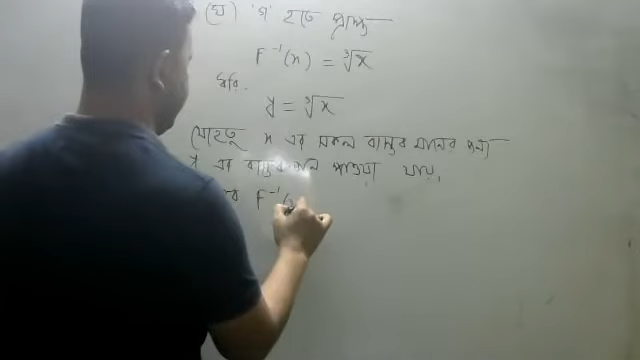 (ঘ) 'গ' হতে প্রাপ্ত
F⁻¹(x) = ∛x
ধরি,
y = ∛x
যেহেতু x এর সকল বাস্তব মানের জন্য
y এর বাস্তব মান পাওয়া যায়,
F⁻¹(